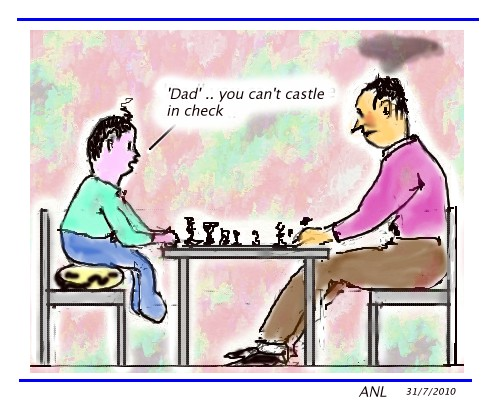 'Dad' .. you can't castle
in check
ANL 31/7/2010